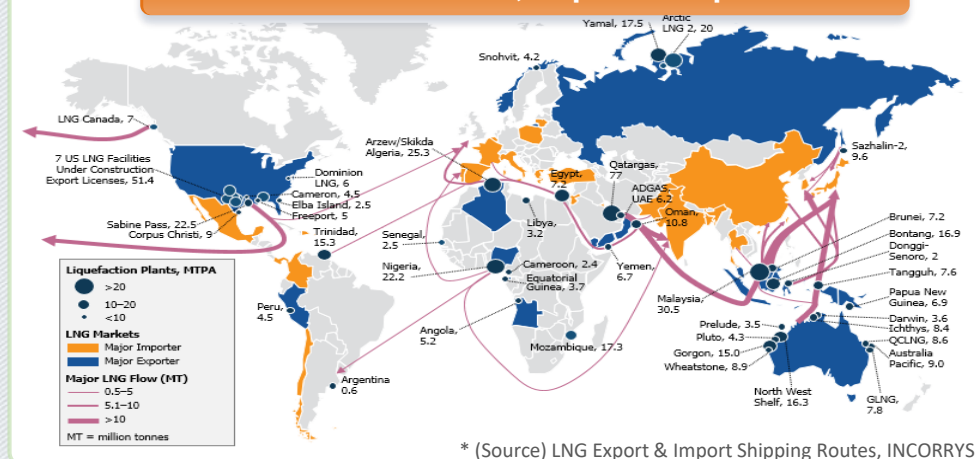 Yamal, 17.5
Arctic
LNG 2, 20
Snohvit, 4.2
LNG Canada, 7
7 US LNG Facilities
Under Construction
Export Licenses, 51.4
Dominion
LNG, 6
Cameron, 4.5
Elba Island, 2.5
Freeport, 5
Sabine Pass, 22.5
Corpus Christi, 9
Trinidad,
15.3
Arzew/Skikda
Algeria, 25.3
Egypt,
7.2
Qatargas,
77
ADGAS,
UAE 6.2
Oman,
10.8
Sazhalin-2,
9.6
Libya,
3.2
Senegal,
2.5
Nigeria,
22.2
Cameroon, 2.4
Equatorial
Guinea, 3.7
Yemen,
6.7
Angola,
5.2
Mozambique, 17.3
Peru,
4.5
Argentina
0.6
Malaysia,
30.5
Brunei, 7.2
Bontang, 16.9
Donggi-
Senoro, 2
Tangguh, 7.6
Papua New
Guinea, 6.9
Darwin, 3.6
Ichthys, 8.4
QCLNG, 8.6
Australia
Pacific, 9.0
GLNG,
7.8
Prelude, 3.5
Pluto, 4.3
Gorgon, 15.0
Wheatstone, 8.9
North West
Shelf, 16.3
Liquefaction Plants, MTPA
>20
10–20
<10
LNG Markets
Major Importer
Major Exporter
Major LNG Flow (MT)
0.5–5
5.1–10
>10
MT = million tonnes
* (Source) LNG Export & Import Shipping Routes, INCORRYS